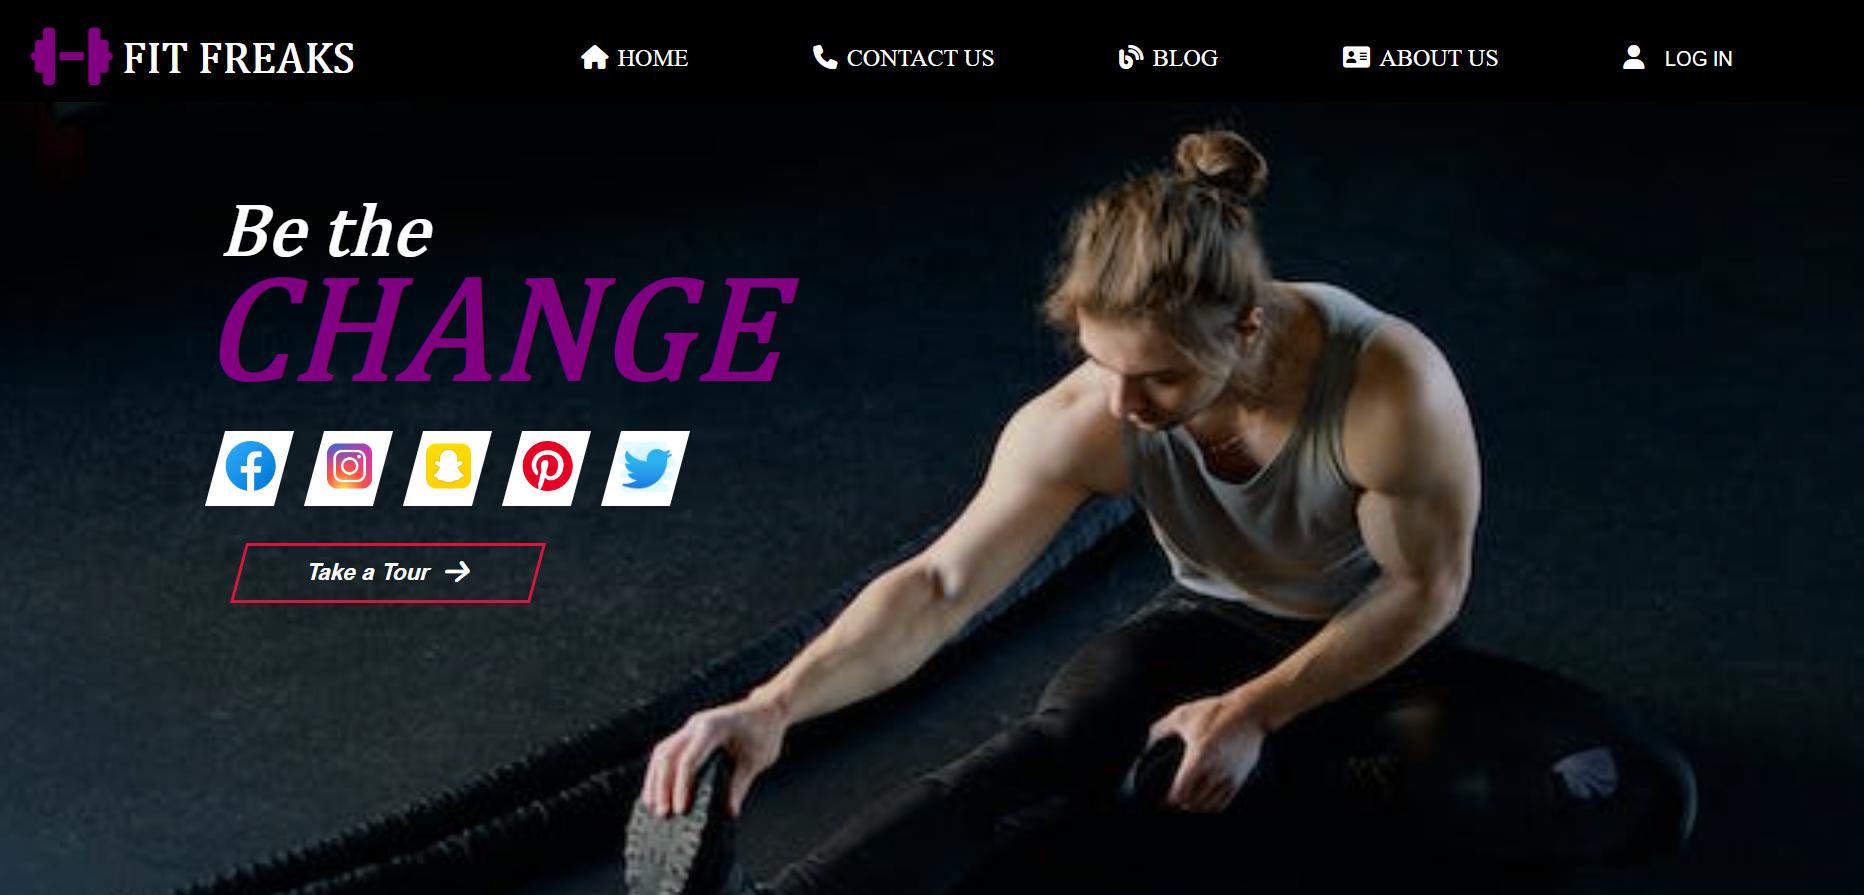 FIT FREAKS
HOME
CONTACT US
BLOG
ABOUT US
LOG IN
Be the
CHANGE
Take a Tour